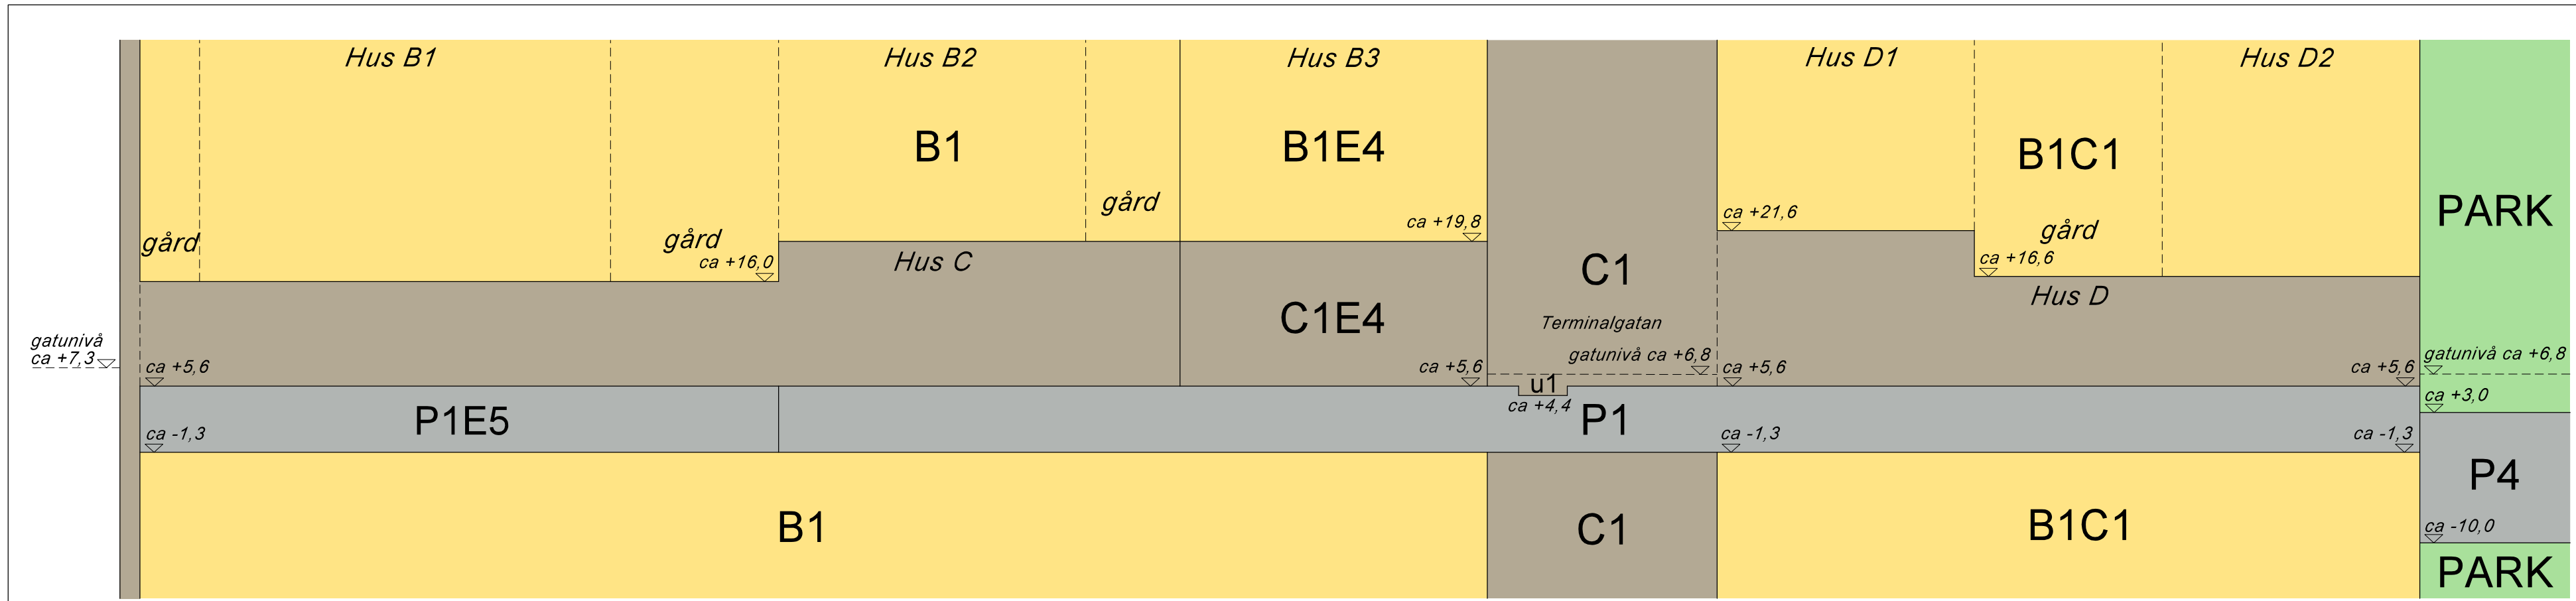 Hus B1
Hus B2
Hus B3
Hus D1
Hus D2
B1
B1E4
B1C1
PARK
gård
gård
gård
gård
ca +16,0
ca +19,8
ca +21,6
ca +16,6
Hus C
C1
Hus D
C1E4
Terminalgatan
gatunivå
ca +7,3
gatunivå ca +6,8
gatunivå ca +6,8
ca +5,6
ca +5,6
ca +5,6
ca +5,6
u1
ca +4,4
ca +3,0
P1E5
P1
ca -1,3
ca -1,3
ca -1,3
P4
B1
C1
B1C1
ca -10,0
PARK